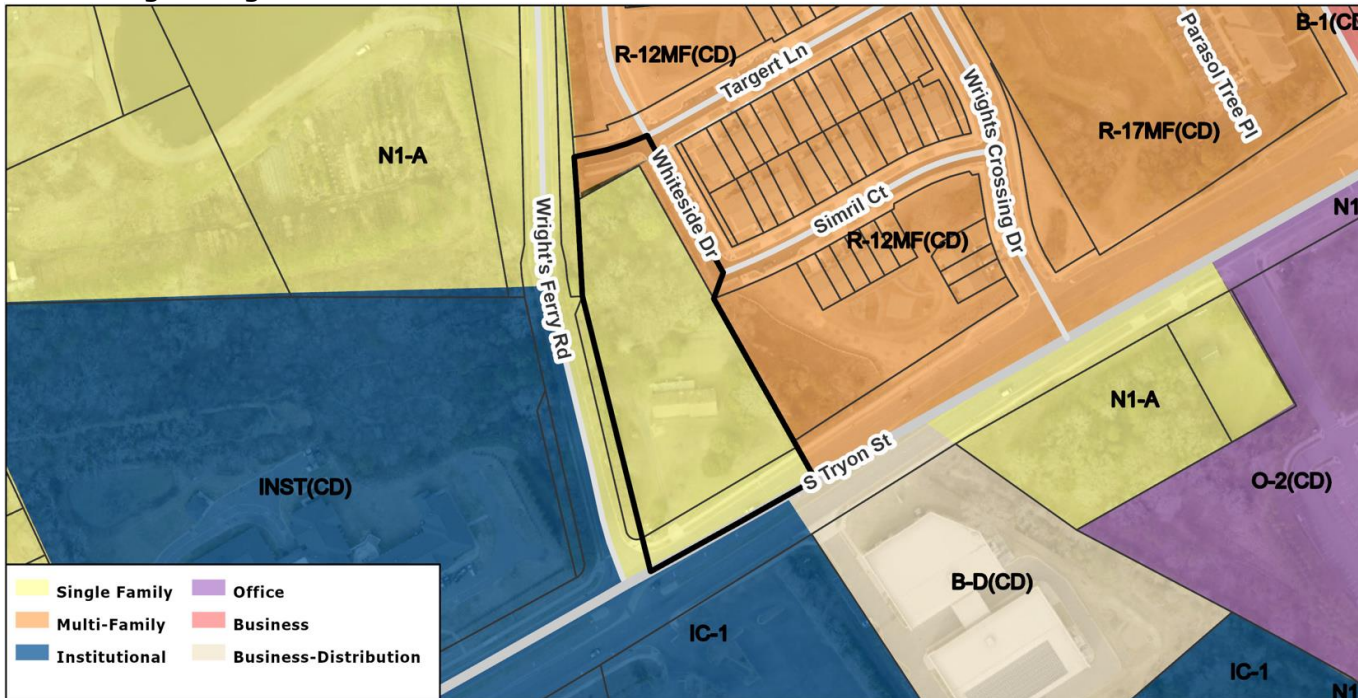 B-1(CD
R-12MF(CD)
Targert Ln
Parasol Tree Pl
Wrights Crossing Dr
R-17MF(CD)
N1-A
Whiteside Dr
Simril Ct
Wright's Ferry Rd
R-12MF(CD)
N1
N1-A
S Tryon St
INST(CD)
O-2(CD)
B-D(CD)
IC-1
IC-1
N1
Single Family
Office
Multi-Family
Business
Institutional
Business-Distribution